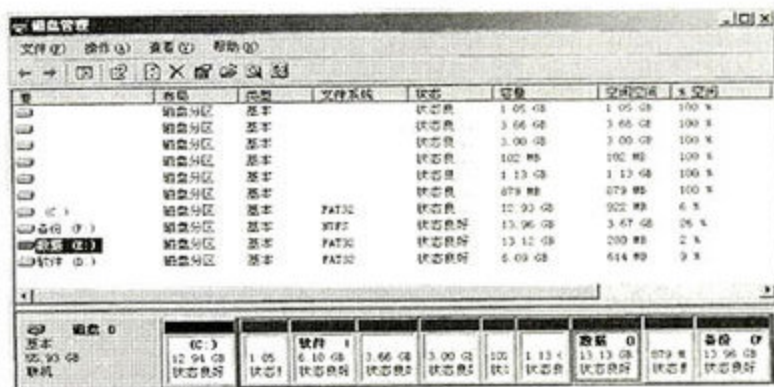 磁盘管理
文件(F) 操作(A) 查看(V) 帮助(H)
卷 布局 类型 文件系统 状态 容量 空闲空间 % 空闲
磁盘分区 基本 状态良 1.05 GB 1.05 GB 100 %
磁盘分区 基本 状态良 3.66 GB 3.66 GB 100 %
磁盘分区 基本 状态良 3.00 GB 3.00 GB 100 %
磁盘分区 基本 状态良 102 MB 102 MB 100 %
磁盘分区 基本 状态良 1.13 GB 1.13 GB 100 %
磁盘分区 基本 状态良 879 MB 879 MB 100 %
(C:) 磁盘分区 基本 FAT32 状态良 12.93 GB 922 MB 6 %
备份 (F:) 磁盘分区 基本 NTFS 状态良好 13.96 GB 3.67 GB 26 %
数据 (E:) 磁盘分区 基本 FAT32 状态良好 13.12 GB 280 MB 2 %
软件 (D:) 磁盘分区 基本 FAT32 状态良好 6.09 GB 614 MB 9 %
磁盘 0
基本
55.93 GB
联机
(C:)
12.94 GB
状态良好
1.05
状态
软件
6.10 GB
状态良好
3.66 GB
状态良
3.00 G
状态良
状
1.13
状态
数据
13.13 GB
状态良好
879 M
状态
备份
13.96 GB
状态良好